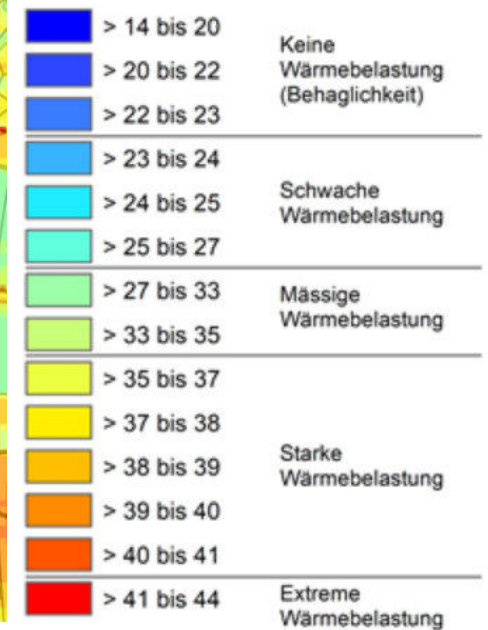 > 14 bis 20
> 20 bis 22
> 22 bis 23
Keine
Wärmebelastung
(Behaglichkeit)
> 23 bis 24
> 24 bis 25
> 25 bis 27
Schwache
Wärmebelastung
> 27 bis 33
> 33 bis 35
Mässige
Wärmebelastung
> 35 bis 37
> 37 bis 38
> 38 bis 39
> 39 bis 40
> 40 bis 41
Starke
Wärmebelastung
> 41 bis 44
Extreme
Wärmebelastung